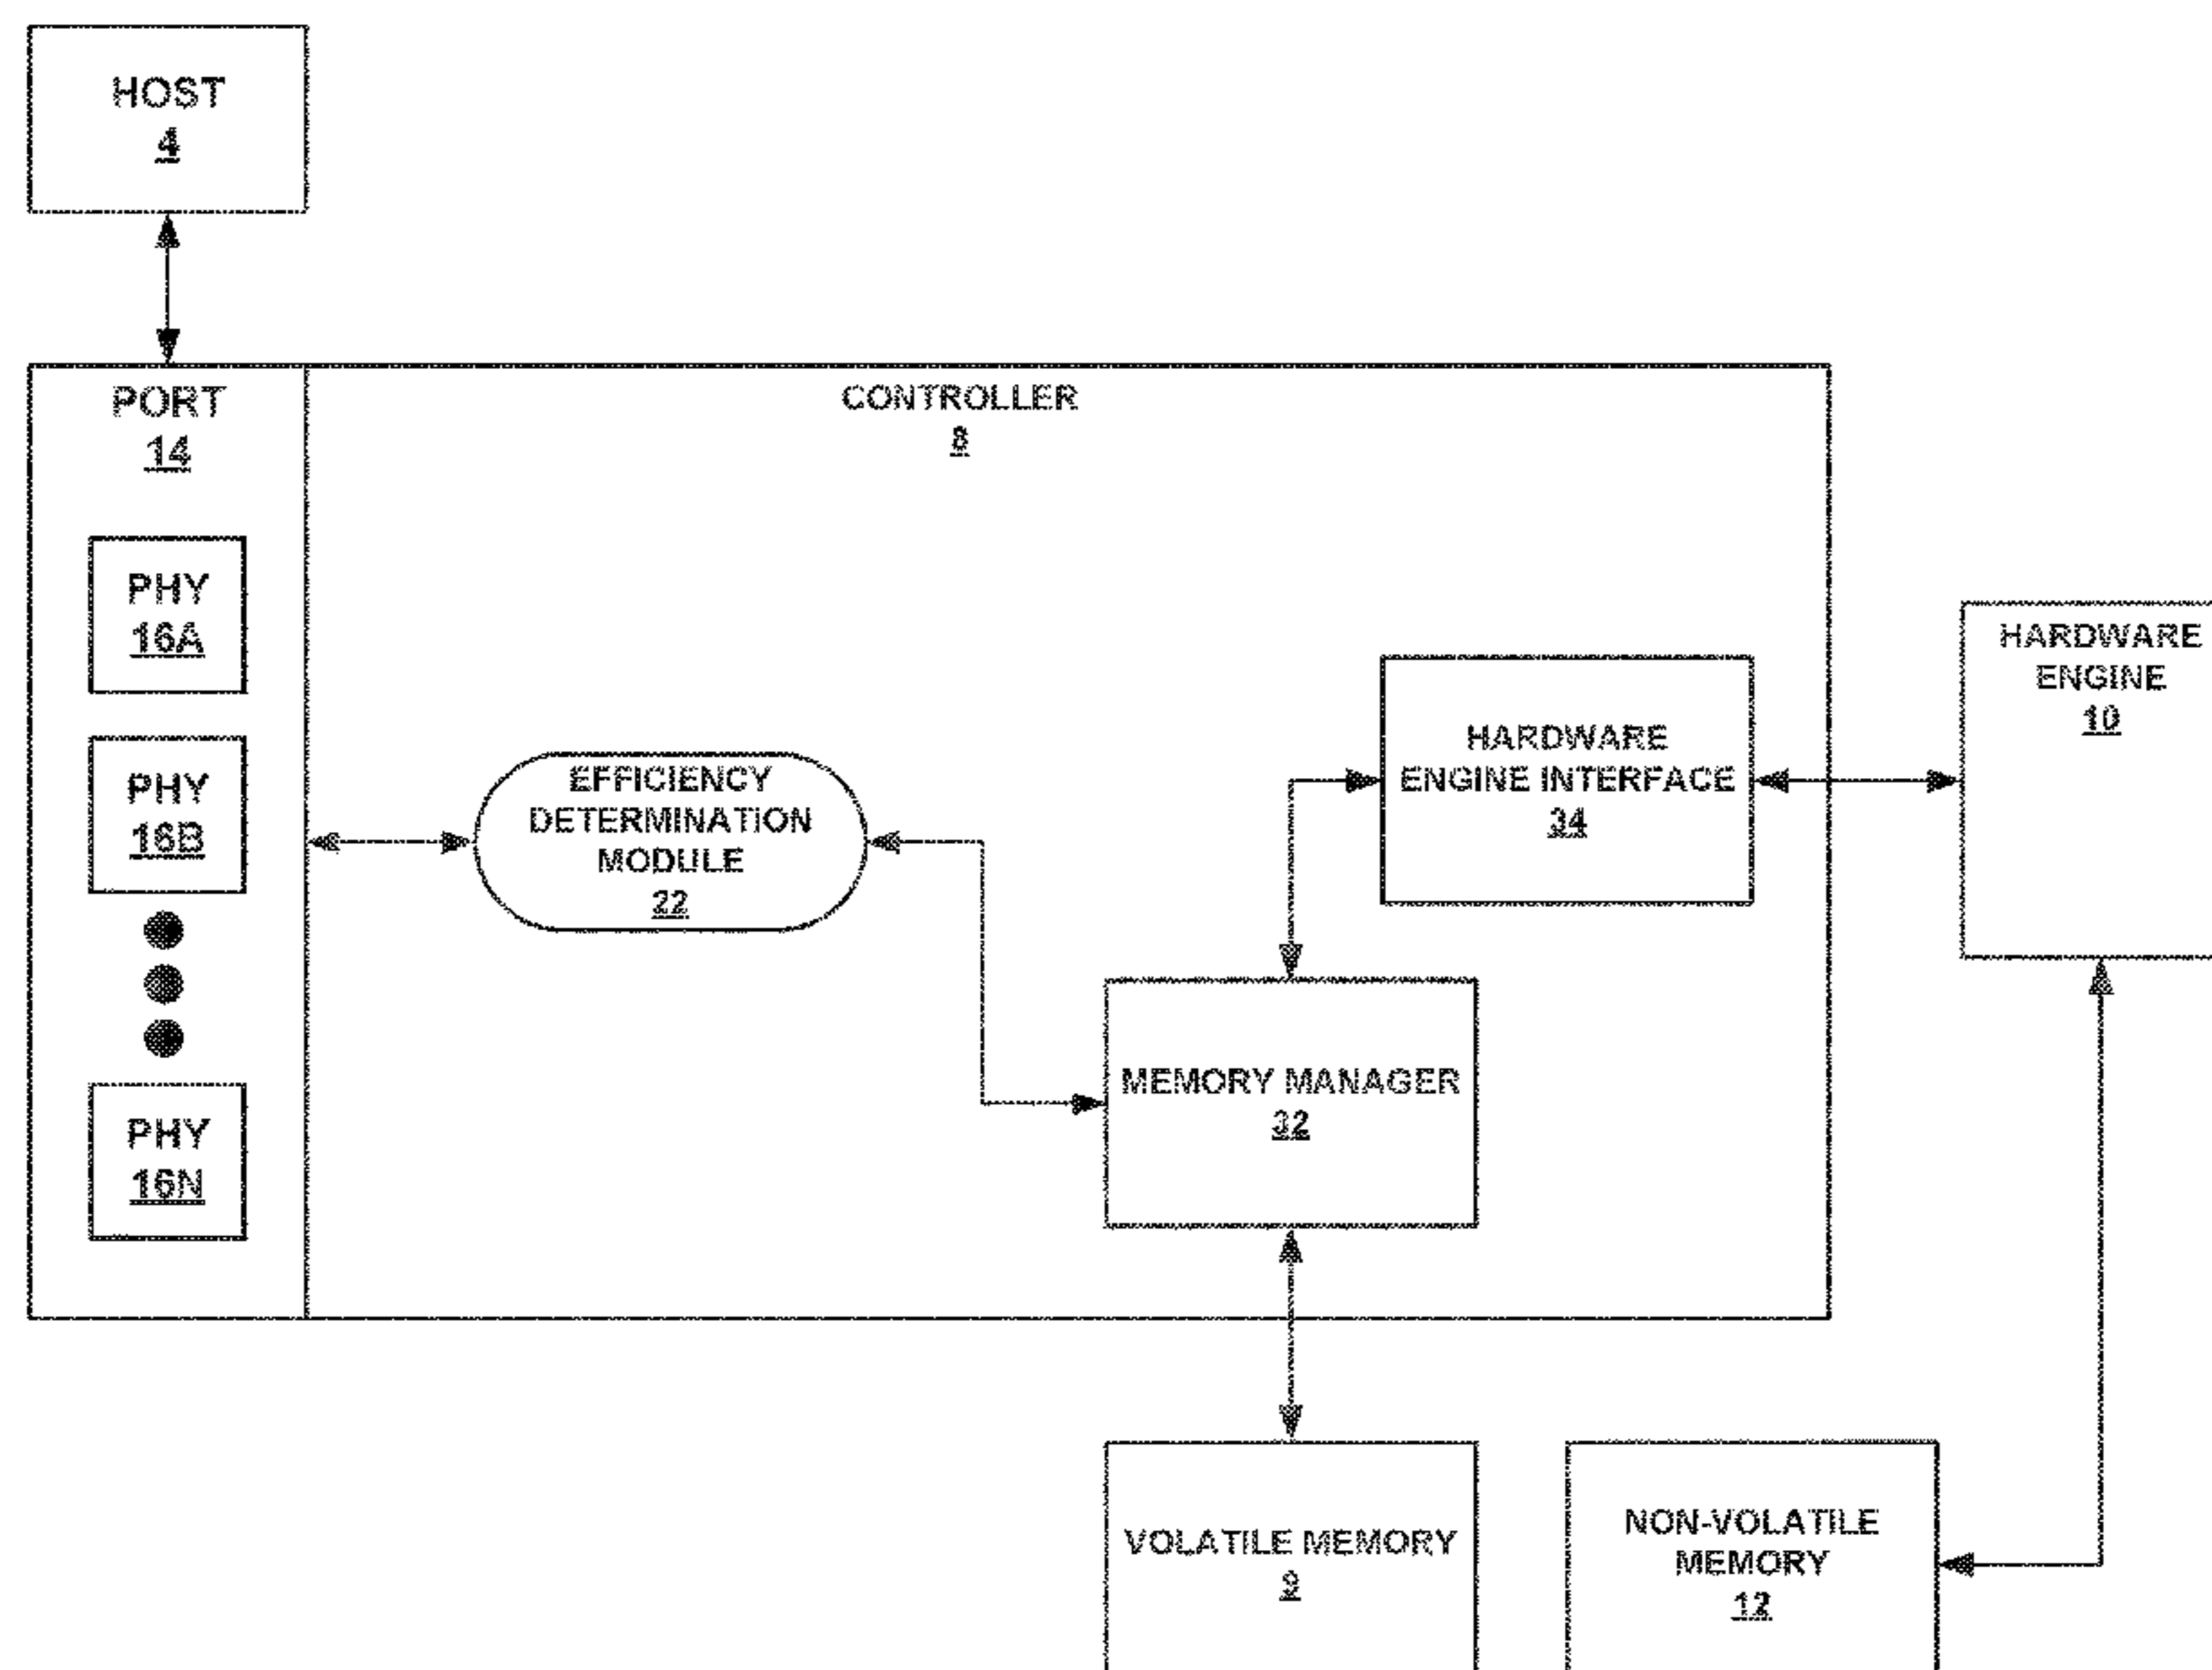 HOST
4
PORT
14
CONTROLLER
8
PHY
16A
PHY
16B
PHY
16N
EFFICIENCY
DETERMINATION
MODULE
22
HARDWARE
ENGINE INTERFACE
34
HARDWARE
ENGINE
10
MEMORY MANAGER
32
VOLATILE MEMORY
9
NON-VOLATILE
MEMORY
12